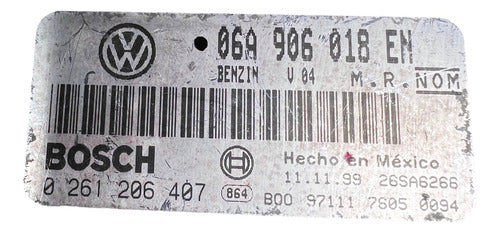 06A 906 018 EN
BENZIN V 04 M.R. NOM
BOSCH
Hecho en México
0 261 206 407 864 11.11.99 26SA6266
B00 97111 7605 0094